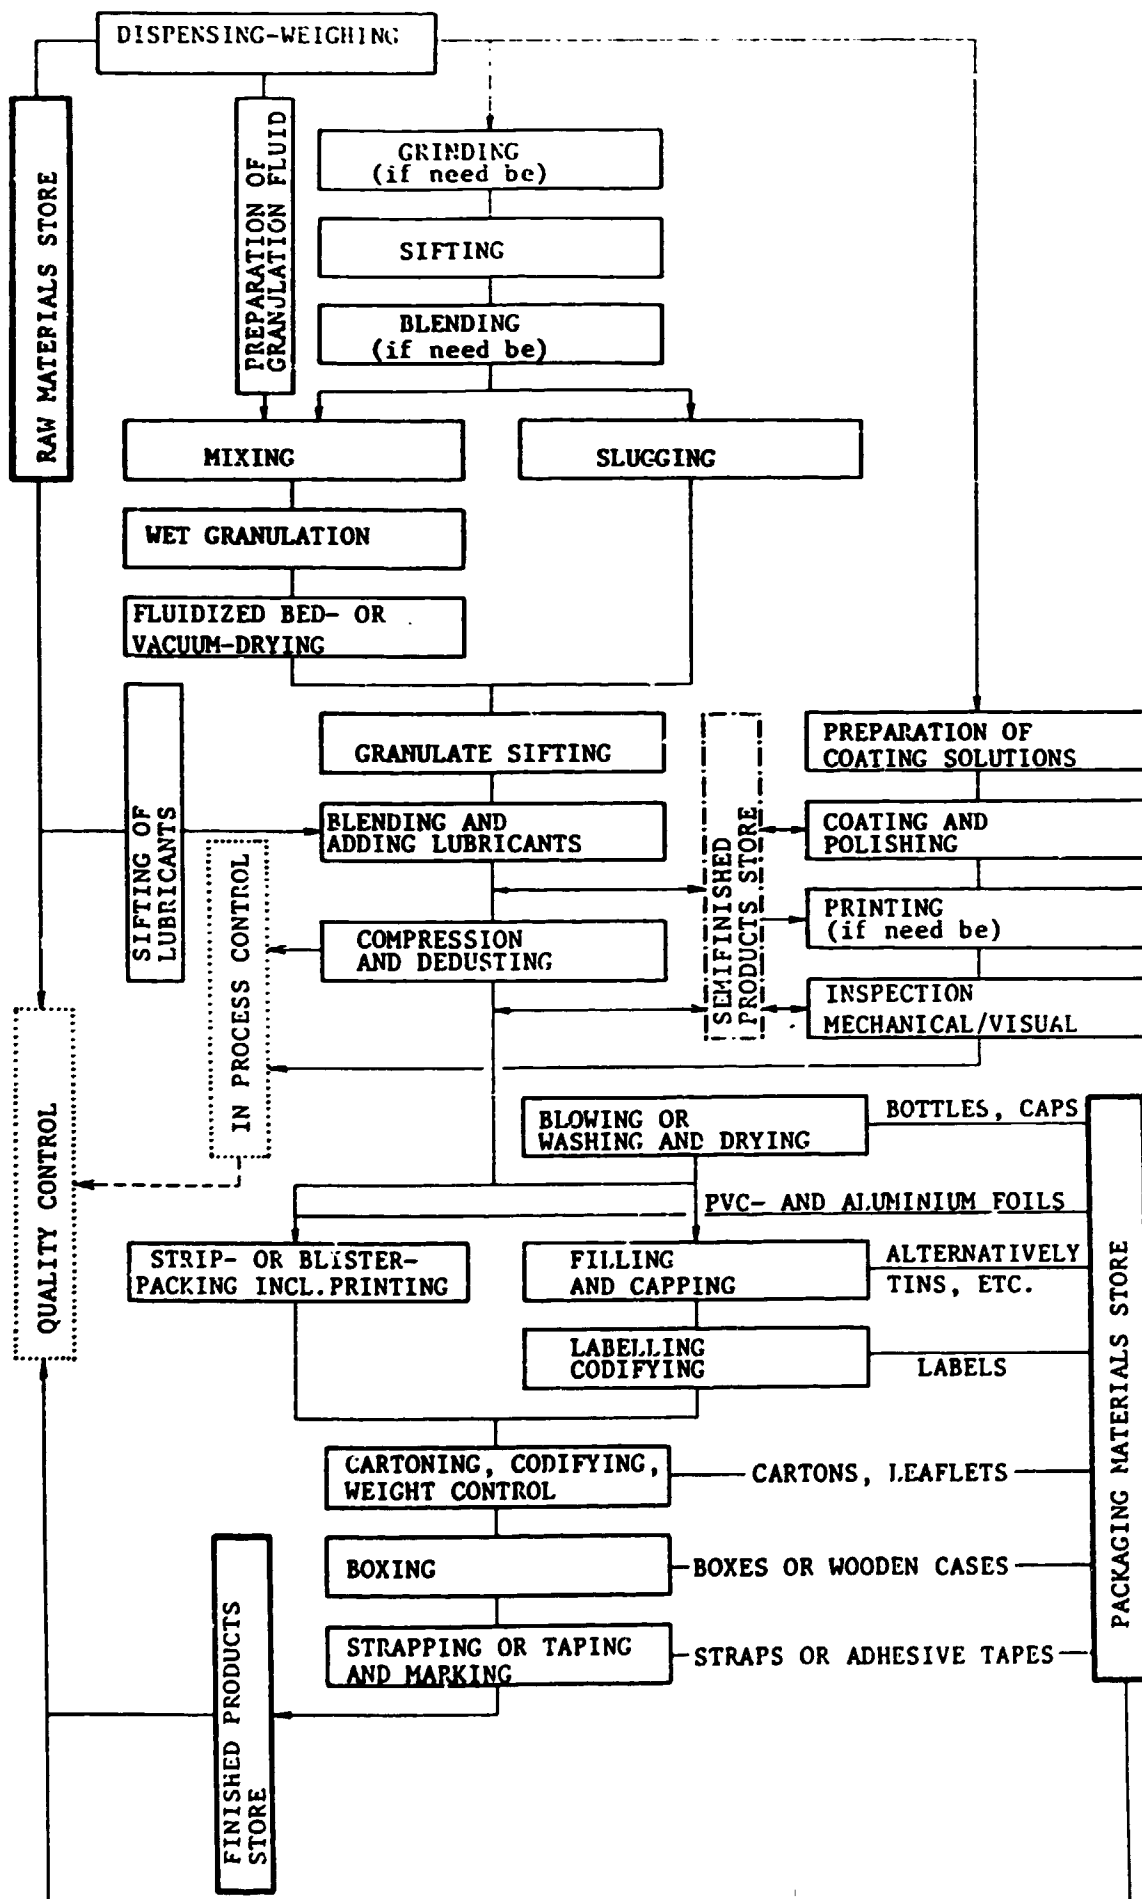 DISPENSING-WEIGHING
RAW MATERIALS STORE
PREPARATION OF
GRANULATION FLUID
GRINDING
(if need be)
SIFTING
BLENDING
(if need be)
MIXING
SLUGGING
WET GRANULATION
FLUIDIZED BED- OR
VACUUM-DRYING
SIFTING OF
LUBRICANTS
GRANULATE SIFTING
BLENDING AND
ADDING LUBRICANTS
COMPRESSION
AND DEDUSTING
IN PROCESS CONTROL
SEMIFINISHED
PRODUCTS STORE
PREPARATION OF
COATING SOLUTIONS
COATING AND
POLISHING
PRINTING
(if need be)
INSPECTION
MECHANICAL/VISUAL
QUALITY CONTROL
BLOWING OR
WASHING AND DRYING
BOTTLES, CAPS
PVC- AND ALUMINIUM FOILS
STRIP- OR BLISTER-
PACKING INCL.PRINTING
FILLING
AND CAPPING
ALTERNATIVELY
TINS, ETC.
LABELLING
CODIFYING
LABELS
PACKAGING MATERIALS STORE
CARTONING, CODIFYING,
WEIGHT CONTROL
CARTONS, LEAFLETS
BOXING
BOXES OR WOODEN CASES
STRAPPING OR TAPING
AND MARKING
STRAPS OR ADHESIVE TAPES
FINISHED PRODUCTS
STORE